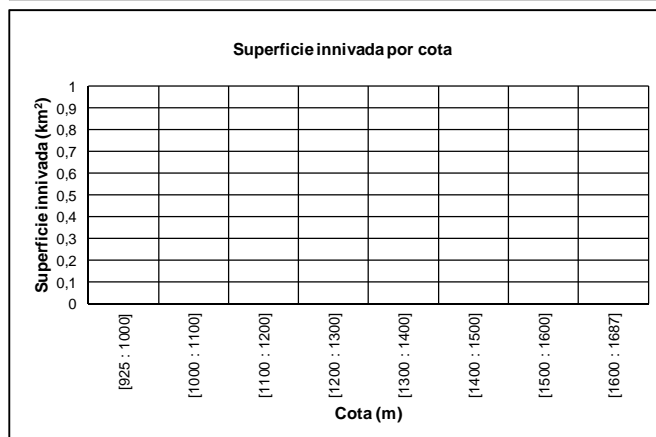 Superficie innivada por cota
Superficie innivada (km²)
1
0,9
0,8
0,7
0,6
0,5
0,4
0,3
0,2
0,1
0
[925 : 1000]
[1000 : 1100]
[1100 : 1200]
[1200 : 1300]
[1300 : 1400]
[1400 : 1500]
[1500 : 1600]
[1600 : 1687]
Cota (m)